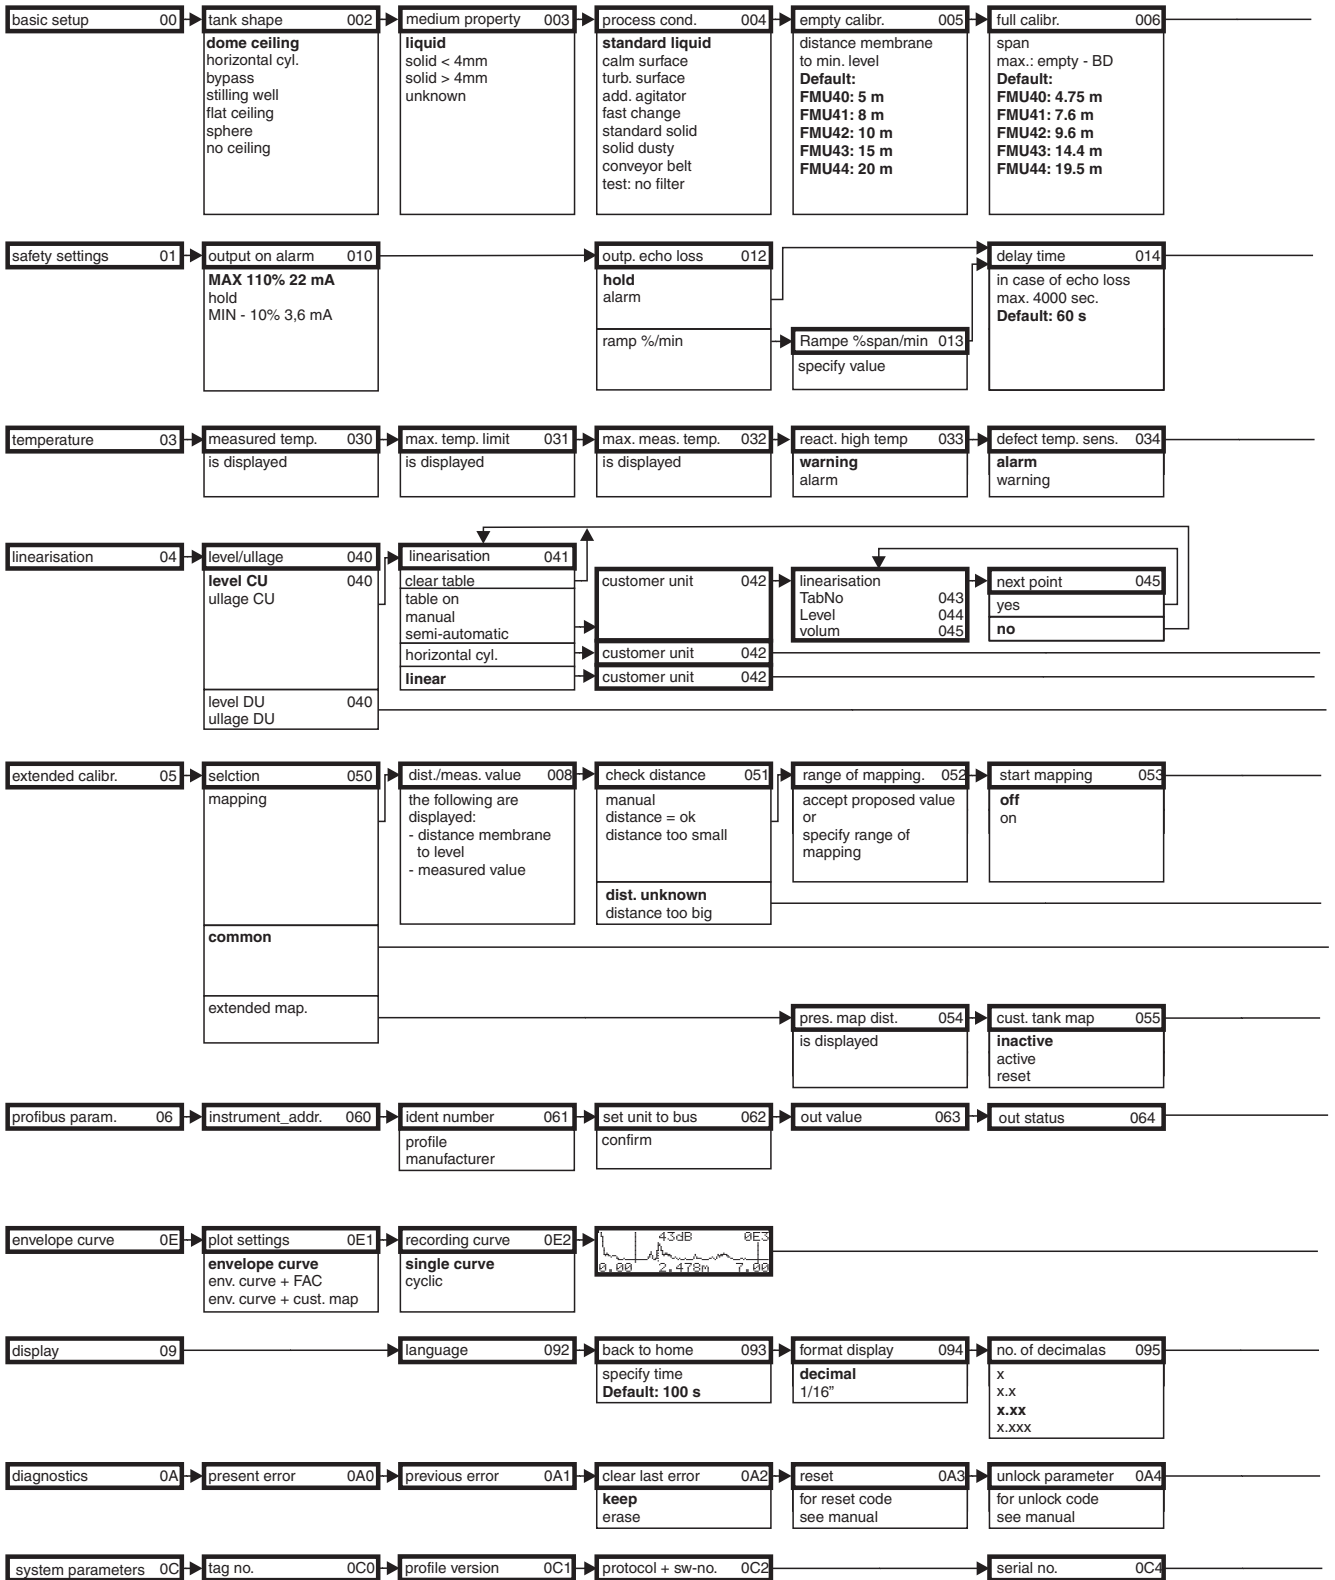 basic setup 00
tank shape 002
dome ceiling
horizontal cyl.
bypass
stilling well
flat ceiling
sphere
no ceiling
medium property 003
liquid
solid < 4mm
solid > 4mm
unknown
process cond. 004
standard liquid
calm surface
turb. surface
add. agitator
fast change
standard solid
solid dusty
conveyor belt
test: no filter
empty calibr. 005
distance membrane
to min. level
Default:
FMU40: 5 m
FMU41: 8 m
FMU42: 10 m
FMU43: 15 m
FMU44: 20 m
full calibr. 006
span
max.: empty - BD
Default:
FMU40: 4.75 m
FMU41: 7.6 m
FMU42: 9.6 m
FMU43: 14.4 m
FMU44: 19.5 m
safety settings 01
output on alarm 010
MAX 110% 22 mA
hold
MIN - 10% 3,6 mA
outp. echo loss 012
hold
alarm
ramp %/min
Rampe %span/min 013
specify value
delay time 014
in case of echo loss
max. 4000 sec.
Default: 60 s
temperature 03
measured temp. 030
is displayed
max. temp. limit 031
is displayed
max. meas. temp. 032
is displayed
react. high temp 033
warning
alarm
defect temp. sens. 034
alarm
warning
linearisation 04
level/ullage 040
level CU 040
ullage CU
level DU 040
ullage DU
linearisation 041
clear table
table on
manual
semi-automatic
horizontal cyl.
linear
customer unit 042
customer unit 042
customer unit 042
linearisation
TabNo 043
Level 044
volum 045
next point 045
yes
no
extended calibr. 05
selction 050
mapping
common
extended map.
dist./meas. value 008
the following are
displayed:
- distance membrane
to level
- measured value
check distance 051
manual
distance = ok
distance too small
dist. unknown
distance too big
range of mapping. 052
accept proposed value
or
specify range of
mapping
start mapping 053
off
on
pres. map dist. 054
is displayed
cust. tank map 055
inactive
active
reset
profibus param. 06
instrument_addr. 060
ident number 061
profile
manufacturer
set unit to bus 062
confirm
out value 063
out status 064
envelope curve 0E
plot settings 0E1
envelope curve
env. curve + FAC
env. curve + cust. map
recording curve 0E2
single curve
cyclic
43dB 0E3
0.00 2.478m 7.00
display 09
language 092
back to home 093
specify time
Default: 100 s
format display 094
decimal
1/16”
no. of decimalas 095
x
x.x
x.xx
x.xxx
diagnostics 0A
present error 0A0
previous error 0A1
clear last error 0A2
keep
erase
reset 0A3
for reset code
see manual
unlock parameter 0A4
for unlock code
see manual
system parameters 0C
tag no. 0C0
profile version 0C1
protocol + sw-no. 0C2
serial no. 0C4